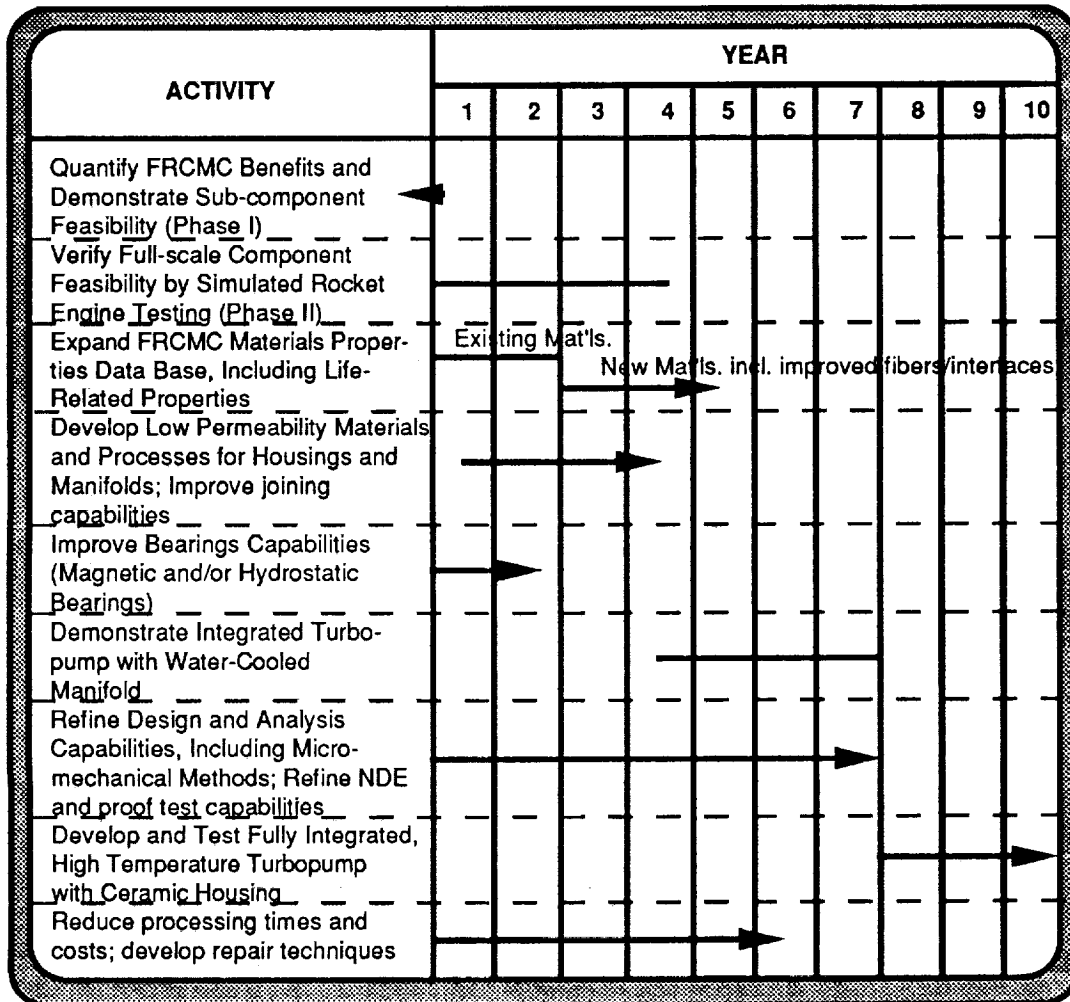 ACTIVITY
YEAR
1 2 3 4 5 6 7 8 9 10
Quantify FRCMC Benefits and
Demonstrate Sub-component
Feasibility (Phase I)
Verify Full-scale Component
Feasibility by Simulated Rocket
Engine Testing (Phase II)
Expand FRCMC Materials Proper-
ties Data Base, Including Life-
Related Properties
Existing Mat'ls.
New Mat'ls. incl. improved fibers/interfaces
Develop Low Permeability Materials
and Processes for Housings and
Manifolds; Improve joining
capabilities
Improve Bearings Capabilities
(Magnetic and/or Hydrostatic
Bearings)
Demonstrate Integrated Turbo-
pump with Water-Cooled
Manifold
Refine Design and Analysis
Capabilities, Including Micro-
mechanical Methods; Refine NDE
and proof test capabilities
Develop and Test Fully Integrated,
High Temperature Turbopump
with Ceramic Housing
Reduce processing times and
costs; develop repair techniques